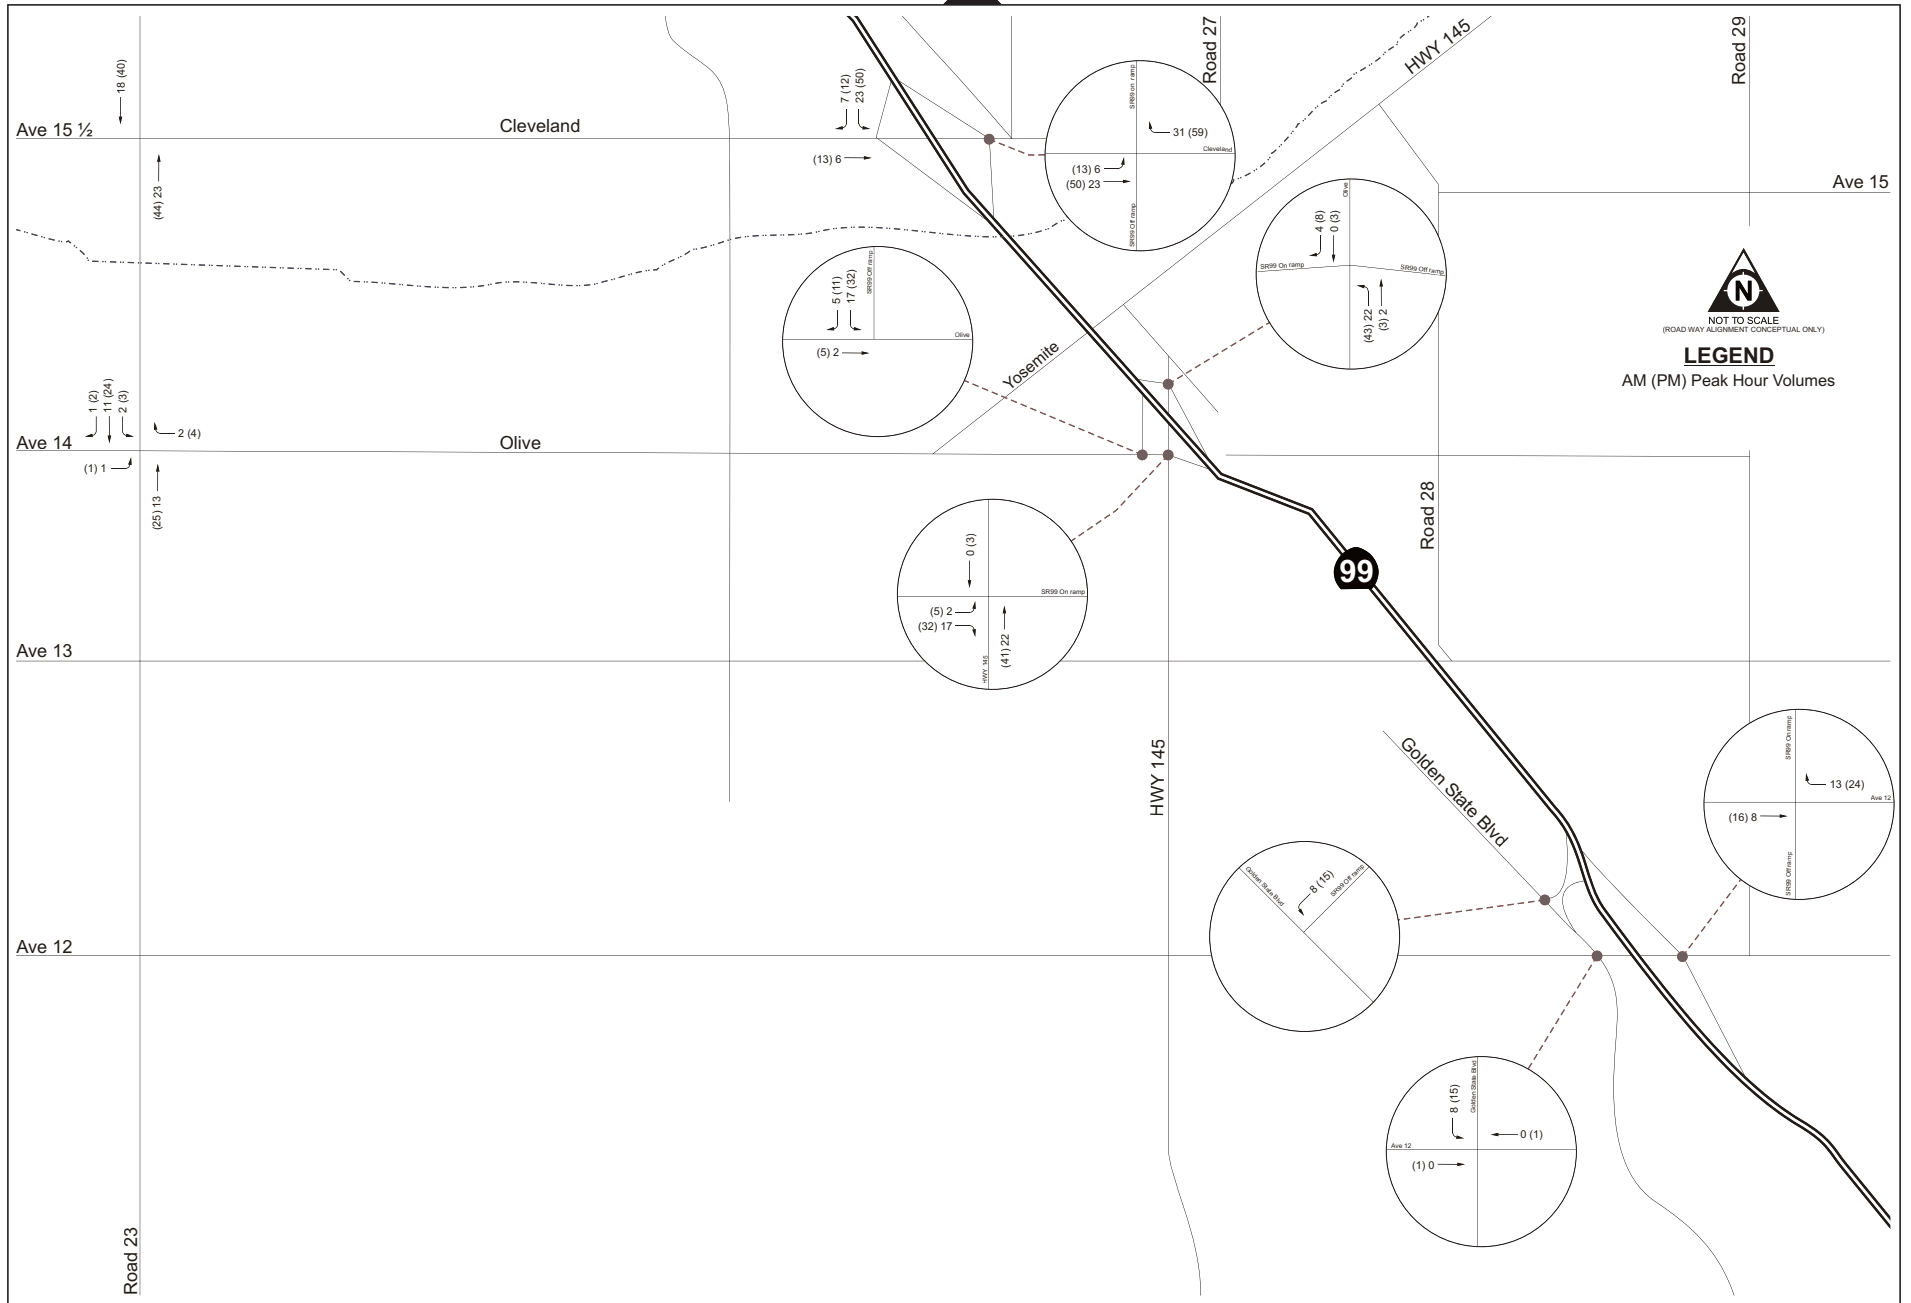 Road 27
HWY 145
Road 29
18 (40)
Ave 15 ½
Cleveland
7 (12)
23 (50)
(13) 6
(44) 23
SR99 on ramp
31 (59)
Cleveland
(13) 6
(50) 23
SR99 Off ramp
Ave 15
Olive
4 (8)
0 (3)
SR99 On ramp
SR99 Off ramp
(43) 22
(3) 2
N
NOT TO SCALE
(ROAD WAY ALIGNMENT CONCEPTUAL ONLY)
LEGEND
AM (PM) Peak Hour Volumes
5 (11)
17 (32)
SR99 Off ramp
Olive
(5) 2
Yosemite
1 (2)
11 (24)
2 (3)
2 (4)
Ave 14
Olive
(1) 1
(25) 13
Road 28
0 (3)
SR99 On ramp
(5) 2
(32) 17
(41) 22
HWY 145
99
Ave 13
HWY 145
Golden State Blvd
SR99 On ramp
13 (24)
Ave 12
(16) 8
SR99 Off ramp
Golden State Blvd
8 (15)
SR99 Off ramp
Ave 12
8 (15)
Golden State Blvd
0 (1)
Ave 12
(1) 0
Road 23